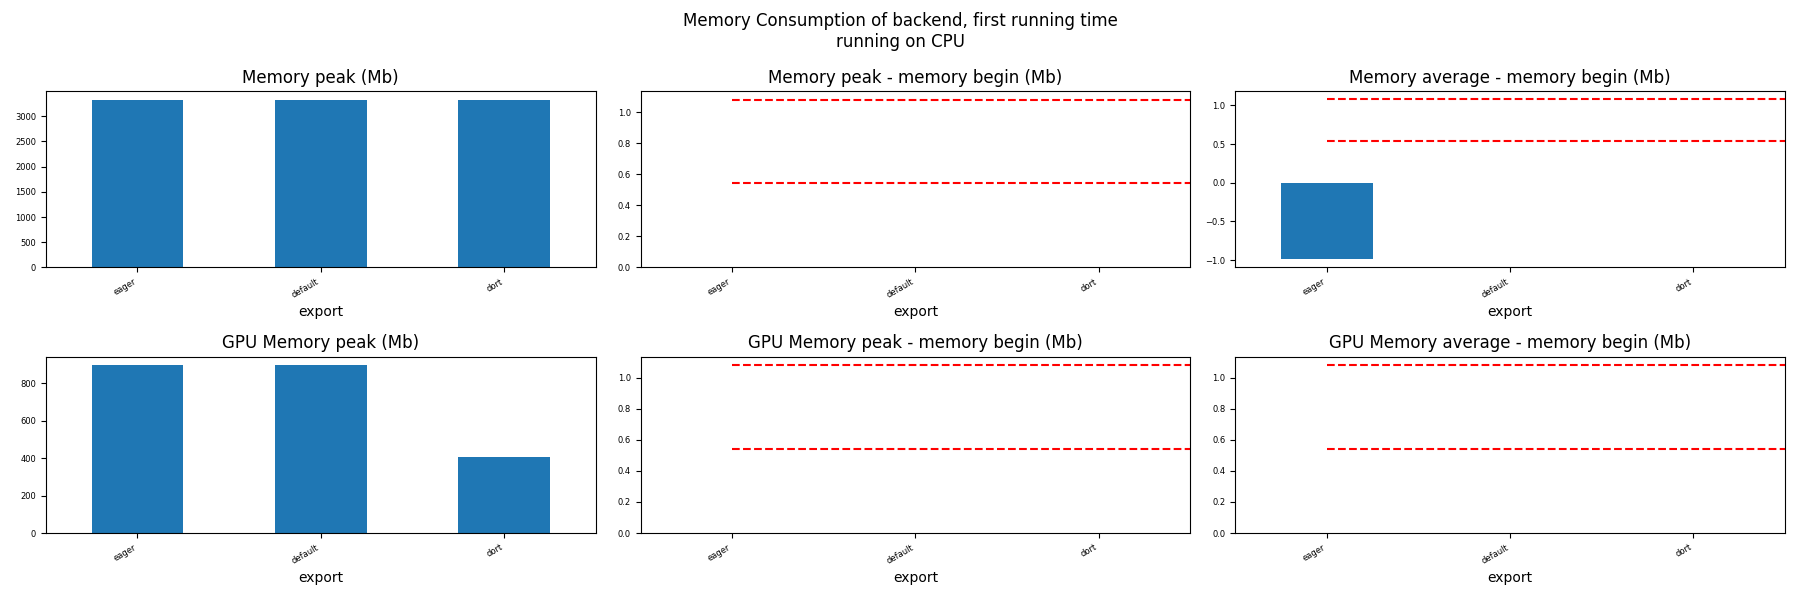 Memory Consumption of backend, first running time
running on CPU
Memory peak (Mb)
3000
2500
2000
1500
1000
500
0
eager
default
dort
export
Memory peak - memory begin (Mb)
1.0
0.8
0.6
0.4
0.2
0.0
eager
default
dort
export
Memory average - memory begin (Mb)
1.0
0.5
0.0
−0.5
−1.0
eager
default
dort
export
GPU Memory peak (Mb)
800
600
400
200
0
eager
default
dort
export
GPU Memory peak - memory begin (Mb)
1.0
0.8
0.6
0.4
0.2
0.0
eager
default
dort
export
GPU Memory average - memory begin (Mb)
1.0
0.8
0.6
0.4
0.2
0.0
eager
default
dort
export